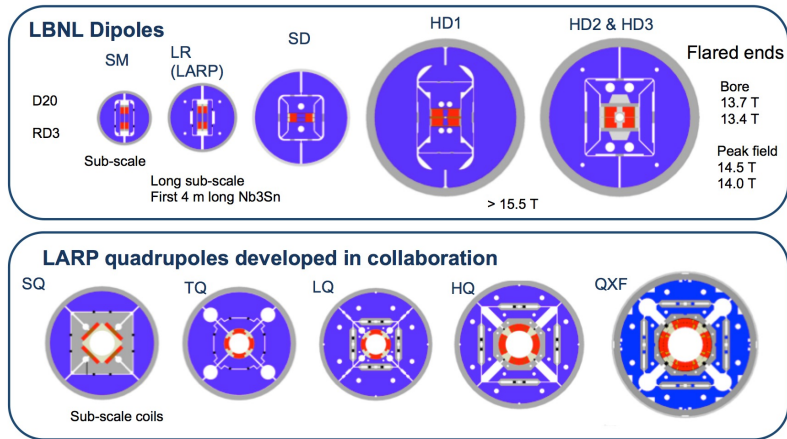 LBNL Dipoles
SM
LR
(LARP)
SD
HD1
HD2 & HD3
Flared ends
D20
RD3
Bore
13.7 T
13.4 T
Peak field
14.5 T
14.0 T
Sub-scale
Long sub-scale
First 4 m long Nb3Sn
> 15.5 T
LARP quadrupoles developed in collaboration
SQ
TQ
LQ
HQ
QXF
Sub-scale coils